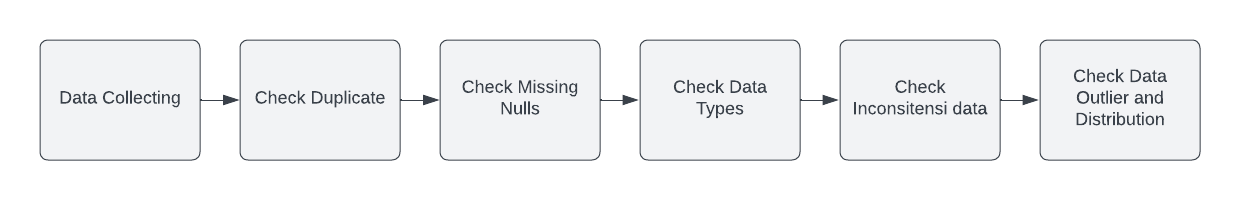 Data Collecting
Check Duplicate
Check Missing
Nulls
Check Data
Types
Check
Inconsitensi data
Check Data
Outlier and
Distribution